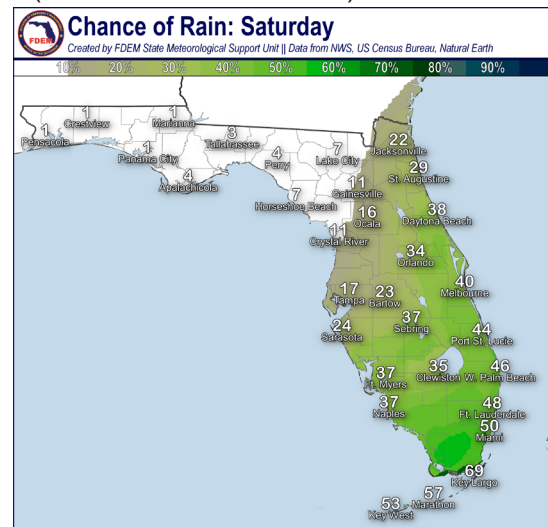 Chance of Rain: Saturday
FDEM
Created by FDEM State Meteorological Support Unit || Data from NWS, US Census Bureau, Natural Earth
10% 20% 30% 40% 50% 60% 70% 80% 90%
1
Pensacola
1
Crestview
1
Marianna
1
Panama City
3
Tallahassee
4
Apalachicola
4
Perry
7
Lake City
7
Horseshoe Beach
22
Jacksonville
29
St. Augustine
11
Gainesville
16
Ocala
38
Daytona Beach
11
Crystal River
34
Orlando
40
Melbourne
17
Tampa
23
Bartow
37
Sebring
24
Sarasota
44
Port St. Lucie
37
Ft. Myers
35
Clewiston
46
W. Palm Beach
37
Naples
48
Ft. Lauderdale
50
Miami
69
Key Largo
57
Marathon
53
Key West